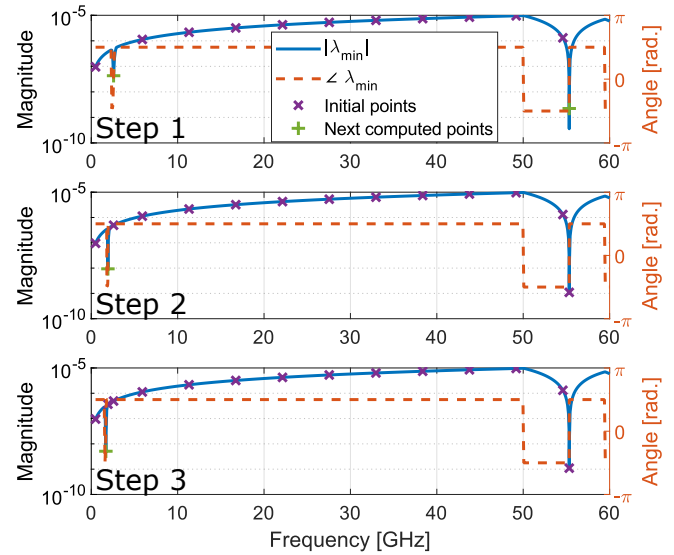 10^-5
π
|λ_min|
∠ λ_min
Initial points
Next computed points
Magnitude
0
Angle [rad.]
Step 1
10^-10
-π
0 10 20 30 40 50 60
10^-5
π
Magnitude
0
Angle [rad.]
Step 2
10^-10
-π
0 10 20 30 40 50 60
10^-5
π
Magnitude
0
Angle [rad.]
Step 3
10^-10
-π
0 10 20 30 40 50 60
Frequency [GHz]